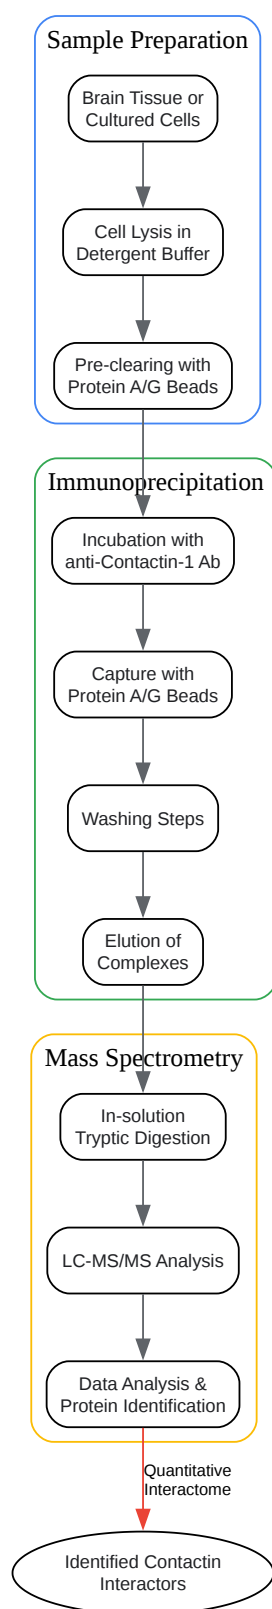 Sample Preparation
Brain Tissue or
Cultured Cells
Cell Lysis in
Detergent Buffer
Pre-clearing with
Protein A/G Beads
Immunoprecipitation
Incubation with
anti-Contactin-1 Ab
Capture with
Protein A/G Beads
Washing Steps
Elution of
Complexes
Mass Spectrometry
In-solution
Tryptic Digestion
LC-MS/MS Analysis
Data Analysis &
Protein Identification
Quantitative
Interactome
Identified Contactin
Interactors